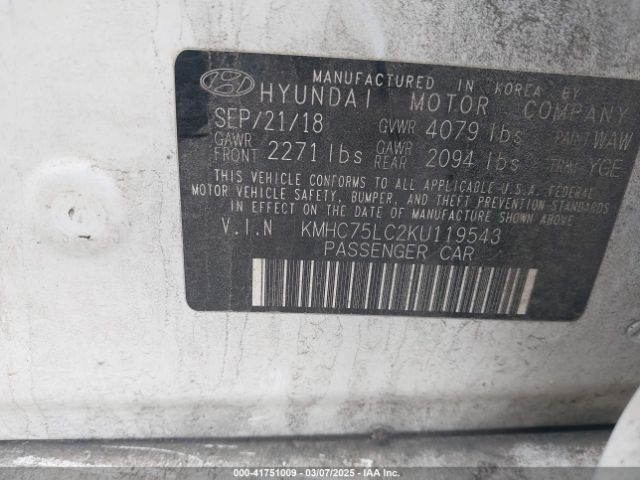 MANUFACTURED IN KOREA BY
HYUNDAI MOTOR COMPANY
SEP/21/18 GVWR 4079 lbs PAINT WAW
GAWR FRONT 2271 lbs GAWR REAR 2094 lbs TRIM YGE
THIS VEHICLE CONFORMS TO ALL APPLICABLE U.S.A. FEDERAL
MOTOR VEHICLE SAFETY, BUMPER, AND THEFT PREVENTION STANDARDS
IN EFFECT ON THE DATE OF MANUFACTURE SHOWN ABOVE.
V.I.N KMHC75LC2KU119543
PASSENGER CAR
000-41751009 - 03/07/2025 - © IAA Holdings, LLC